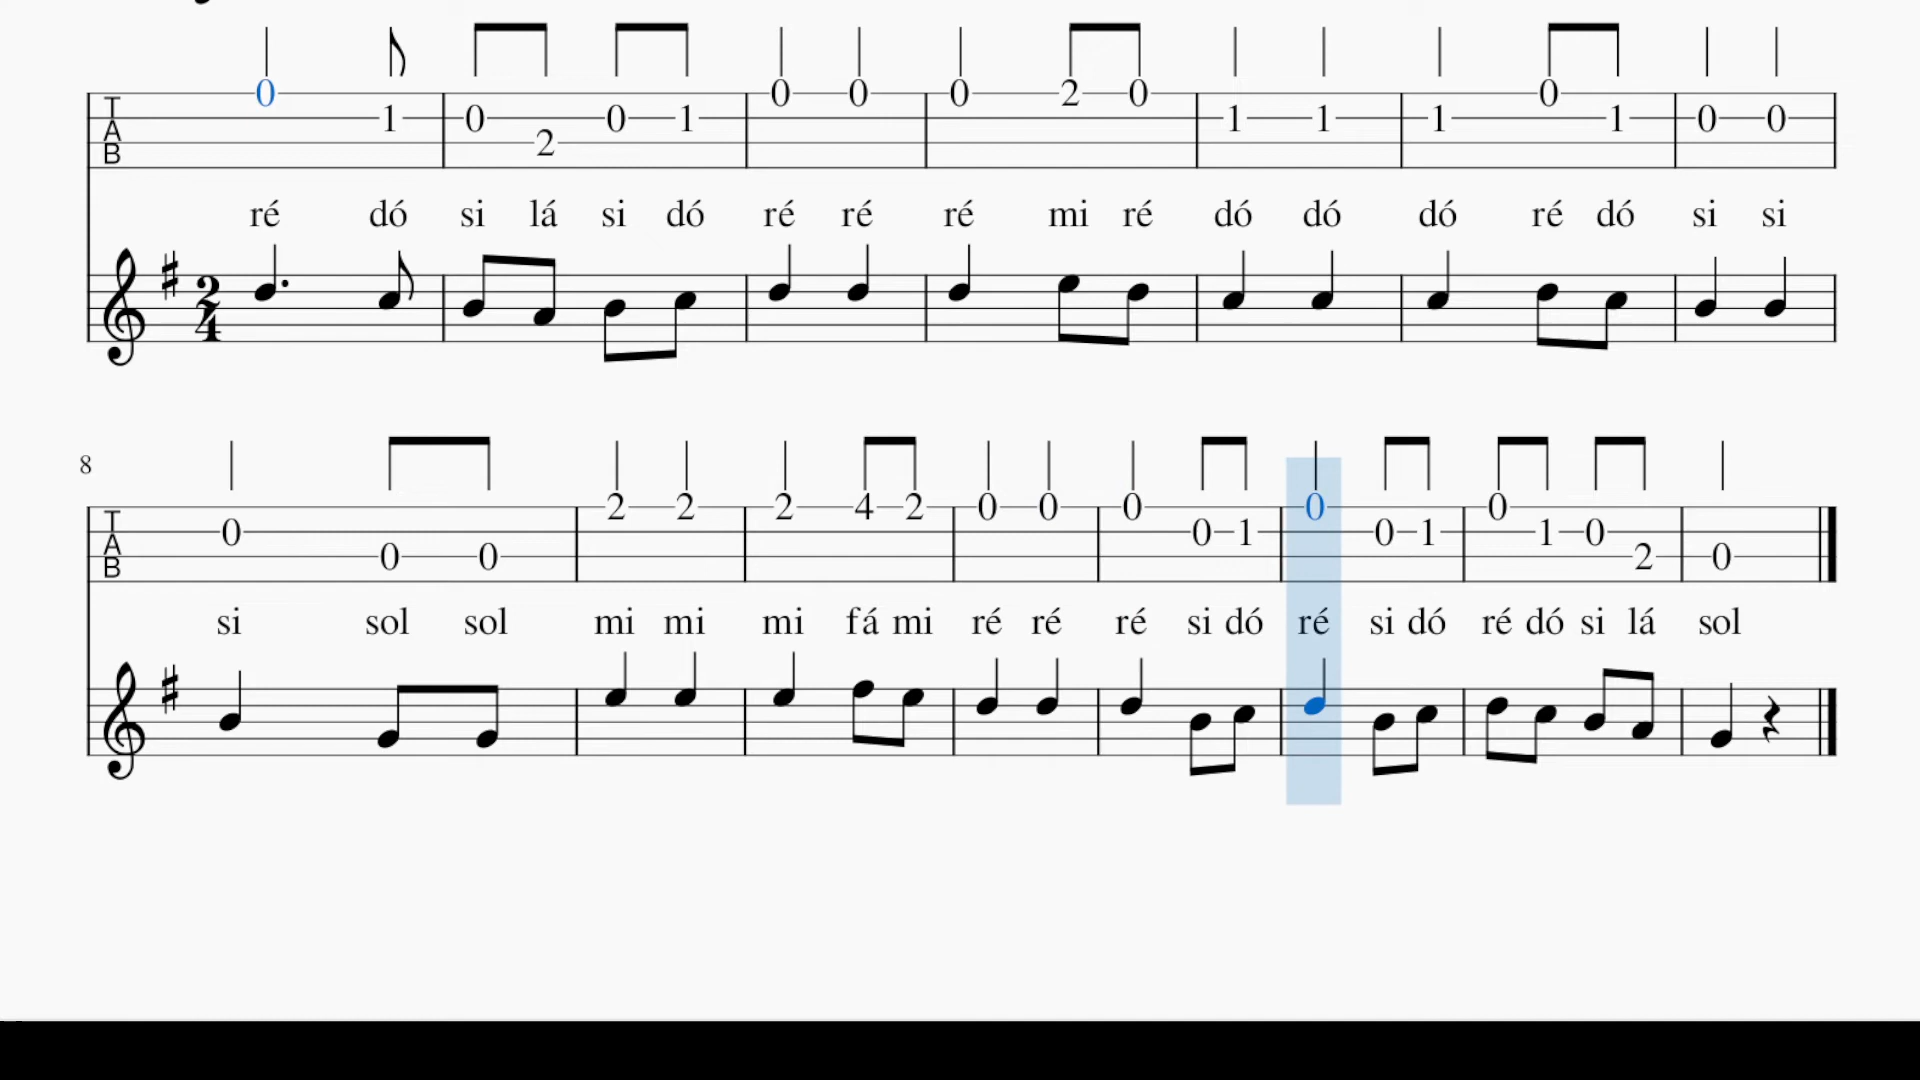 0 1 0 2 0 1 0 0 0 2 0 1 1 1 0 1 0 0
TAB
ré dó si lá si dó ré ré ré mi ré dó dó dó ré dó si si
2 4
8
0 0 0 2 2 2 4 2 0 0 0 0 1 0 0 1 0 1 0 2 0
TAB
si sol sol mi mi mi fá mi ré ré ré si dó ré si dó ré dó si lá sol